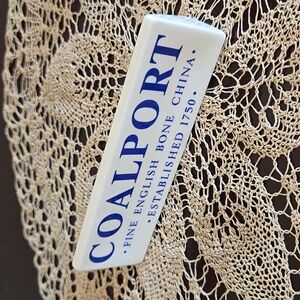 COALPORT
·FINE ENGLISH BONE CHINA·
·ESTABLISHED 1750·